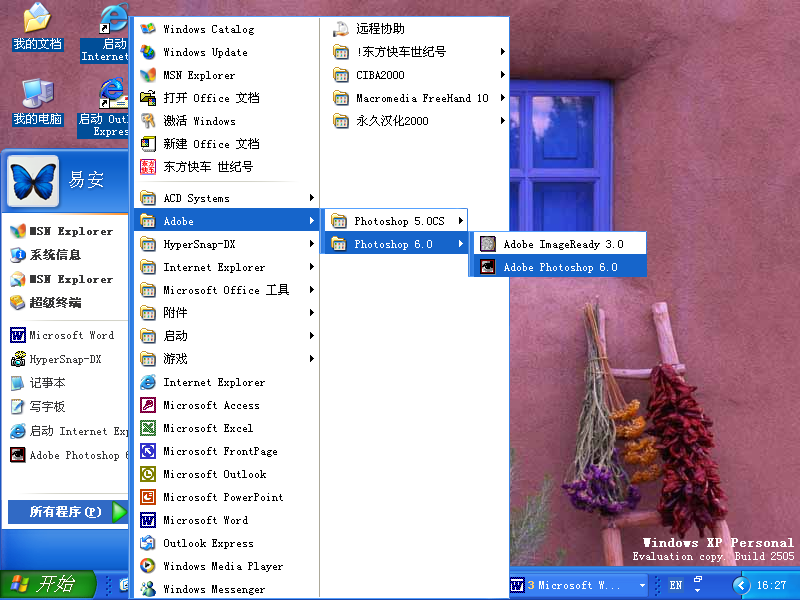 我的文档
启动
Internet
我的电脑
启动 Outl
Expres
易安
MSN Explorer
系统信息
MSN Explorer
超级终端
Microsoft Word
HyperSnap-DX
记事本
写字板
启动 Internet Exp
Adobe Photoshop 6
所有程序(P)
开始
Windows Catalog
Windows Update
MSN Explorer
打开 Office 文档
激活 Windows
新建 Office 文档
东方快车 世纪号
ACD Systems
Adobe
HyperSnap-DX
Internet Explorer
Microsoft Office 工具
附件
启动
游戏
Internet Explorer
Microsoft Access
Microsoft Excel
Microsoft FrontPage
Microsoft Outlook
Microsoft PowerPoint
Microsoft Word
Outlook Express
Windows Media Player
Windows Messenger
远程协助
!东方快车世纪号
CIBA2000
Macromedia FreeHand 10
永久汉化2000
Photoshop 5.0CS
Photoshop 6.0
Adobe ImageReady 3.0
Adobe Photoshop 6.0
Windows XP Personal
Evaluation copy. Build 2505
3 Microsoft W...
EN
16:27